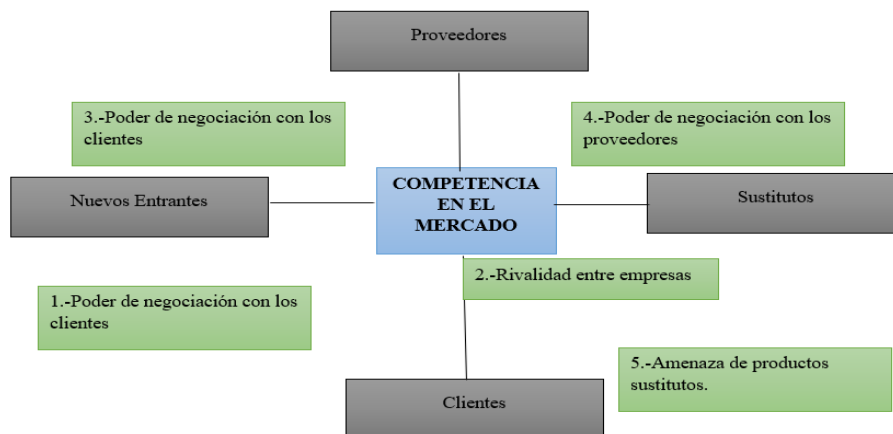 Proveedores
3.-Poder de negociación con los
clientes
4.-Poder de negociación con los
proveedores
Nuevos Entrantes
COMPETENCIA
EN EL
MERCADO
Sustitutos
1.-Poder de negociación con los
clientes
2.-Rivalidad entre empresas
5.-Amenaza de productos
sustitutos.
Clientes